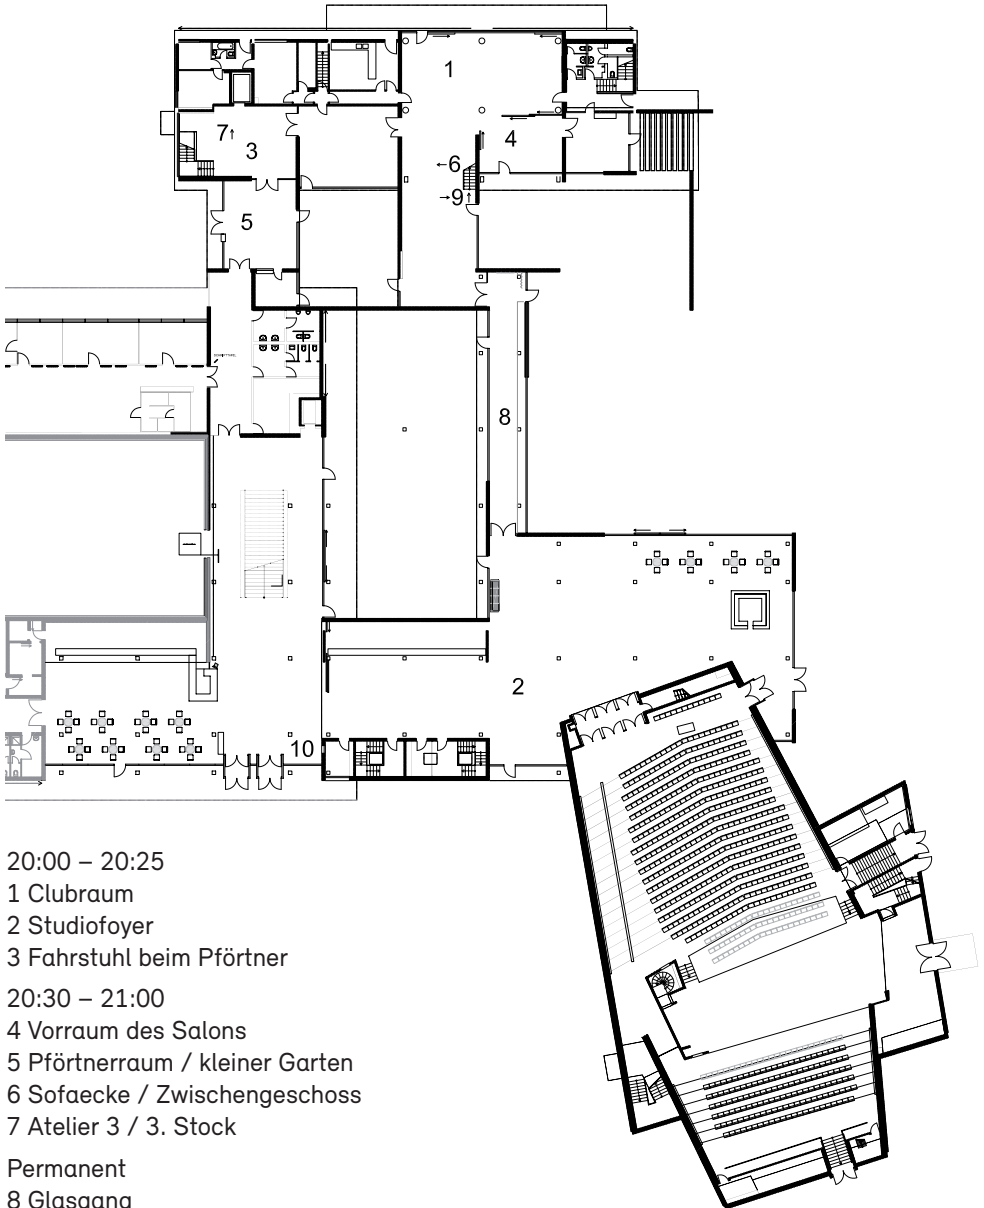 1
4
7↑
3
←6
→9↑
5
8
2
10
20:00 – 20:25
1 Clubraum
2 Studiofoyer
3 Fahrstuhl beim Pförtner
20:30 – 21:00
4 Vorraum des Salons
5 Pförtnerraum / kleiner Garten
6 Sofaecke / Zwischengeschoss
7 Atelier 3 / 3. Stock
Permanent
8 Glasgang